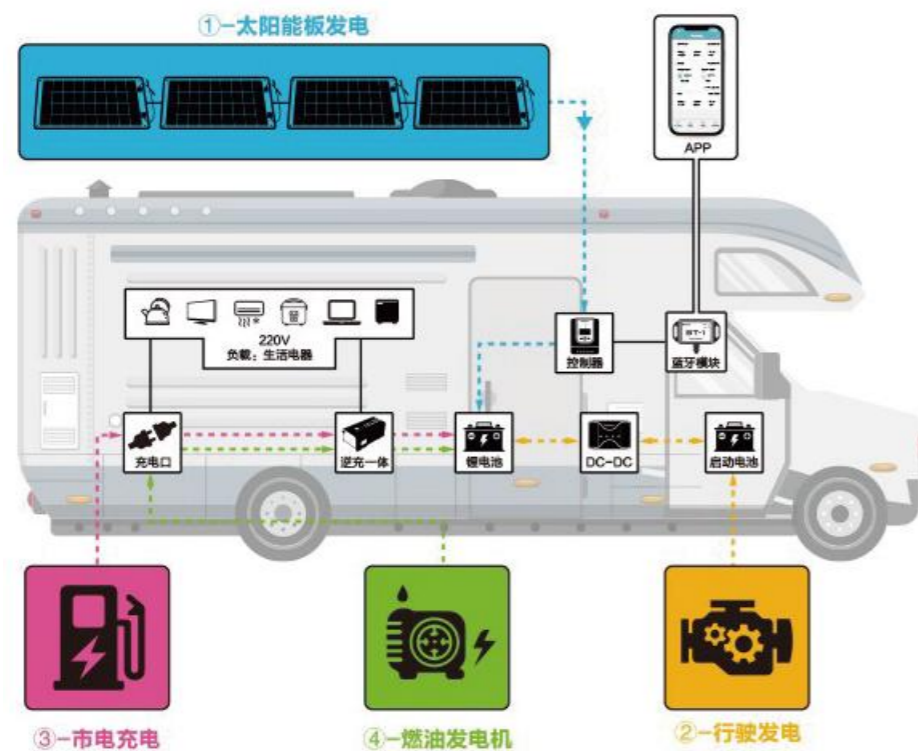 ①-太阳能板发电
APP
220V
负载：生活电器
控制器
BT-1
蓝牙模块
充电口
逆充一体
锂电池
DC-DC
启动电池
③-市电充电
④-燃油发电机
②-行驶发电